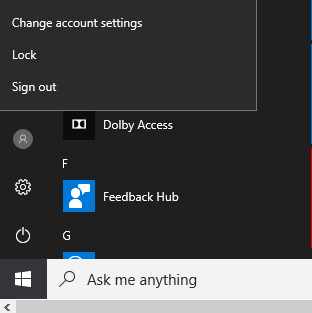 Change account settings
Lock
Sign out
Dolby Access
F
Feedback Hub
G
Ask me anything